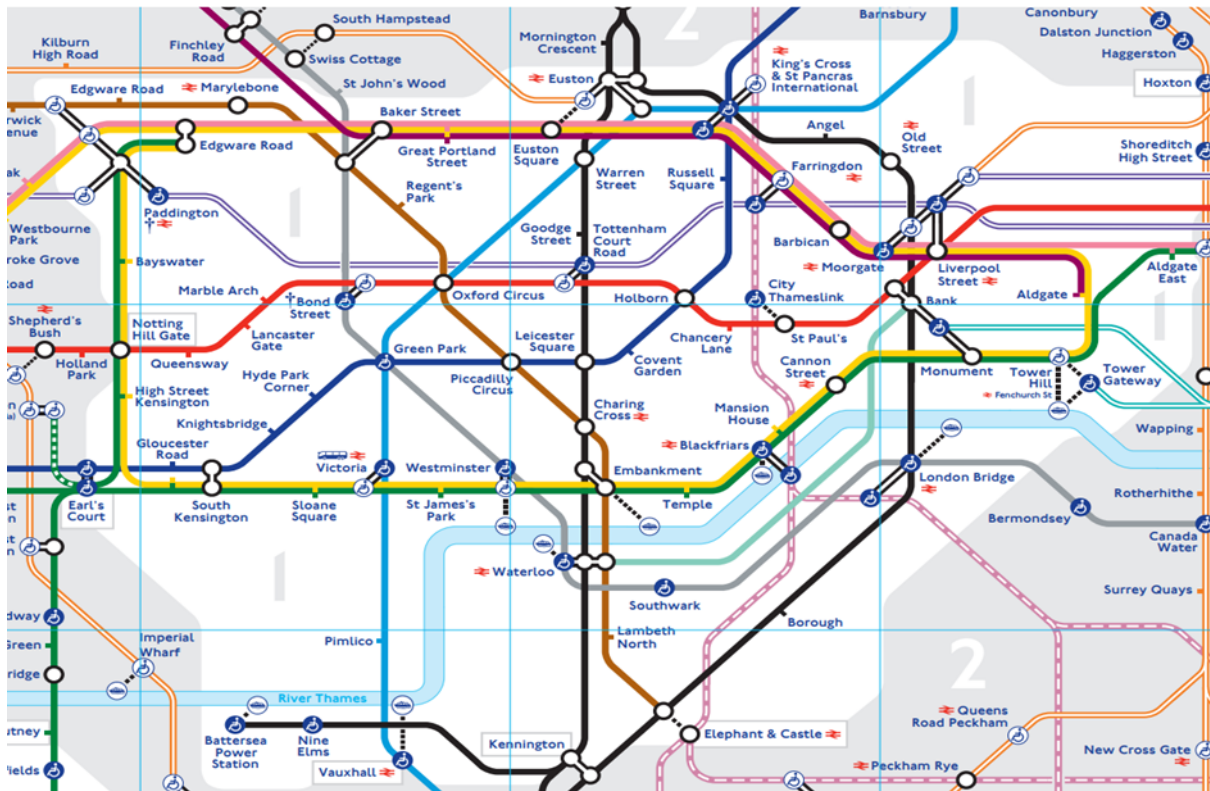 South Hampstead
2
Barnsbury
Canonbury
Dalston Junction
Haggerston
Hoxton
Kilburn
High Road
Finchley
Road
Swiss Cottage
St John's Wood
Mornington
Crescent
Euston
King's Cross
& St Pancras
International
Edgware Road
Marylebone
Baker Street
Edgware Road
Great Portland
Street
Euston
Square
Warren
Street
Russell
Square
Angel
Old
Street
Farringdon
Shoreditch
High Street
1
1
Regent's
Park
Paddington
Goodge
Street
Tottenham
Court
Road
Barbican
Moorgate
Liverpool
Street
Aldgate
Aldgate
East
Westbourne
Park
Bayswater
Marble Arch
Bond
Street
Oxford Circus
Holborn
City
Thameslink
Bank
1
Shepherd's
Bush
Notting
Hill Gate
Holland
Park
Queensway
Lancaster
Gate
Green Park
Leicester
Square
Chancery
Lane
St Paul's
Covent
Garden
Piccadilly
Circus
Cannon
Street
Monument
Tower
Hill
Fenchurch St
Tower
Gateway
High Street
Kensington
Hyde Park
Corner
Knightsbridge
Charing
Cross
Mansion
House
Blackfriars
Wapping
Gloucester
Road
Victoria
Westminster
Embankment
London Bridge
Earl's
Court
South
Kensington
Sloane
Square
St James's
Park
Temple
Bermondsey
Rotherhithe
Canada
Water
1
Waterloo
Southwark
Surrey Quays
Imperial
Wharf
Pimlico
Lambeth
North
Borough
2
River Thames
Battersea
Power
Station
Nine
Elms
Vauxhall
Kennington
Elephant & Castle
Queens
Road Peckham
Peckham Rye
New Cross Gate